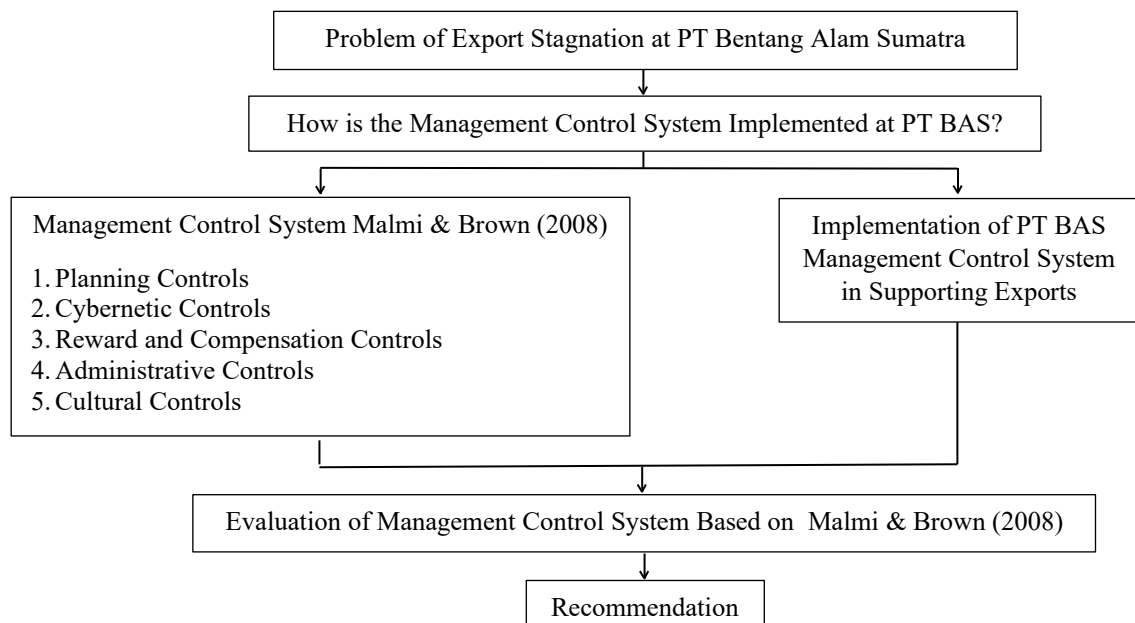 Problem of Export Stagnation at PT Bentang Alam Sumatra
How is the Management Control System Implemented at PT BAS?
Management Control System Malmi & Brown (2008)
1. Planning Controls
2. Cybernetic Controls
3. Reward and Compensation Controls
4. Administrative Controls
5. Cultural Controls
Implementation of PT BAS
Management Control System
in Supporting Exports
Evaluation of Management Control System Based on Malmi & Brown (2008)
Recommendation